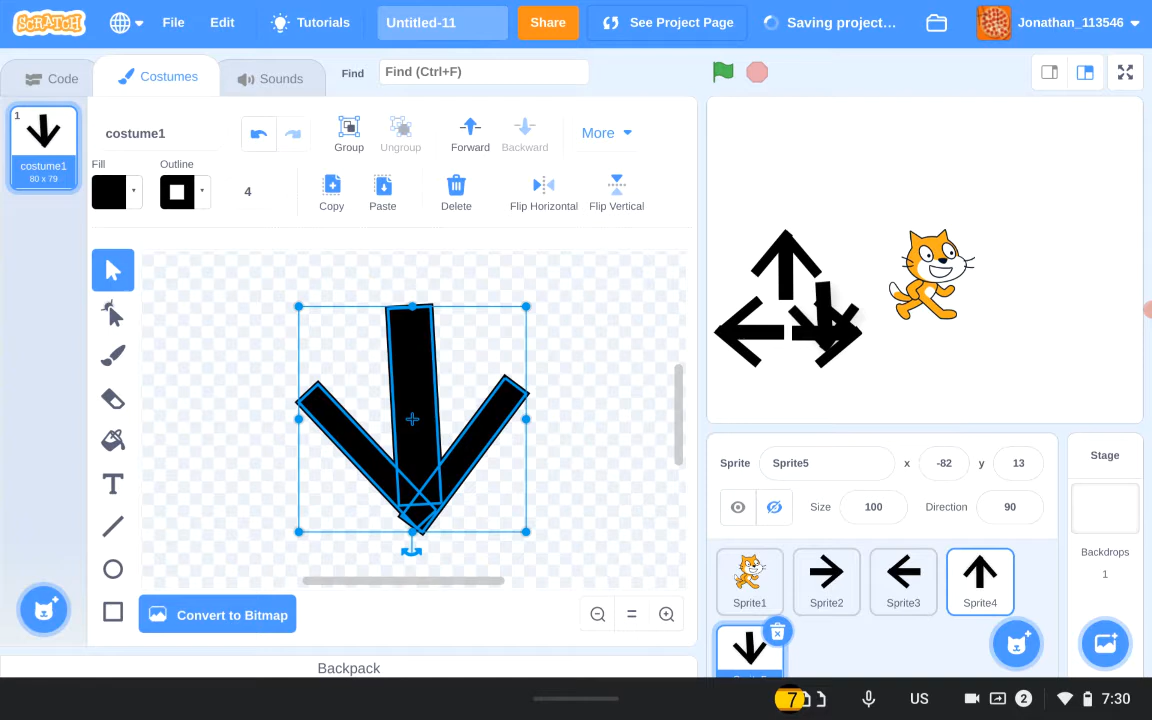 SCRATCH
File
Edit
Tutorials
Untitled-11
Share
See Project Page
Saving project...
Jonathan_113546
Code
Costumes
Sounds
Find
Find (Ctrl+F)
1
costume1
80 x 79
costume1
Group
Ungroup
Forward
Backward
More
Fill
Outline
4
Copy
Paste
Delete
Flip Horizontal
Flip Vertical
T
Convert to Bitmap
Backpack
Sprite
Sprite5
x
-82
y
13
Size
100
Direction
90
Sprite1
Sprite2
Sprite3
Sprite4
Stage
Backdrops
1
7
US
2
7:30